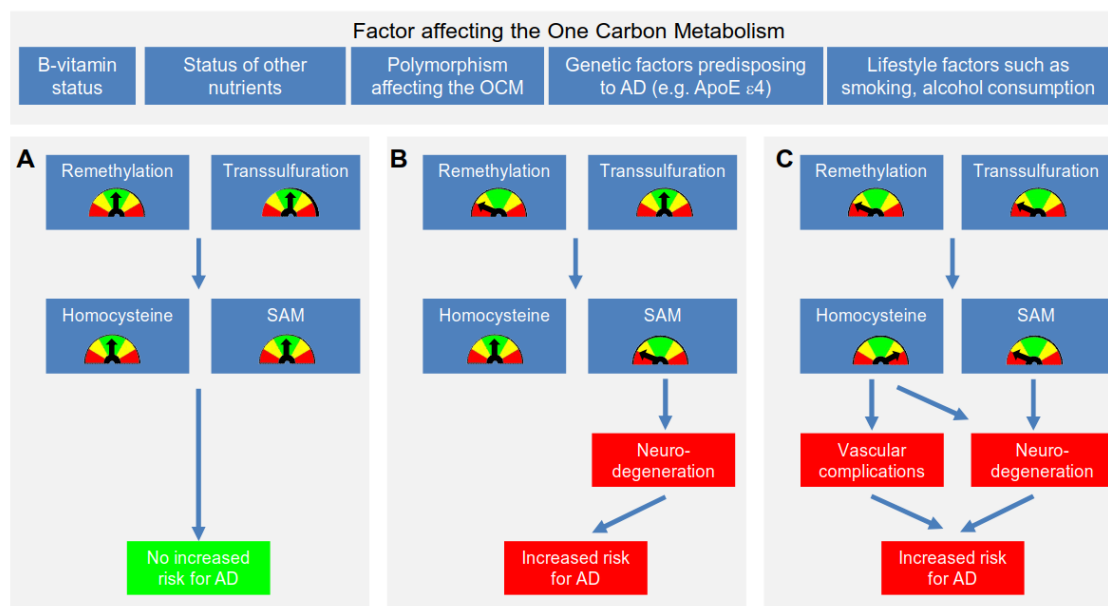 Factor affecting the One Carbon Metabolism
B-vitamin
status
Status of other
nutrients
Polymorphism
affecting the OCM
Genetic factors predisposing
to AD (e.g. ApoE ε4)
Lifestyle factors such as
smoking, alcohol consumption
A
Remethylation
Transsulfuration
Homocysteine
SAM
No increased
risk for AD
B
Remethylation
Transsulfuration
Homocysteine
SAM
Neuro-
degeneration
Increased risk
for AD
C
Remethylation
Transsulfuration
Homocysteine
SAM
Vascular
complications
Neuro-
degeneration
Increased risk
for AD